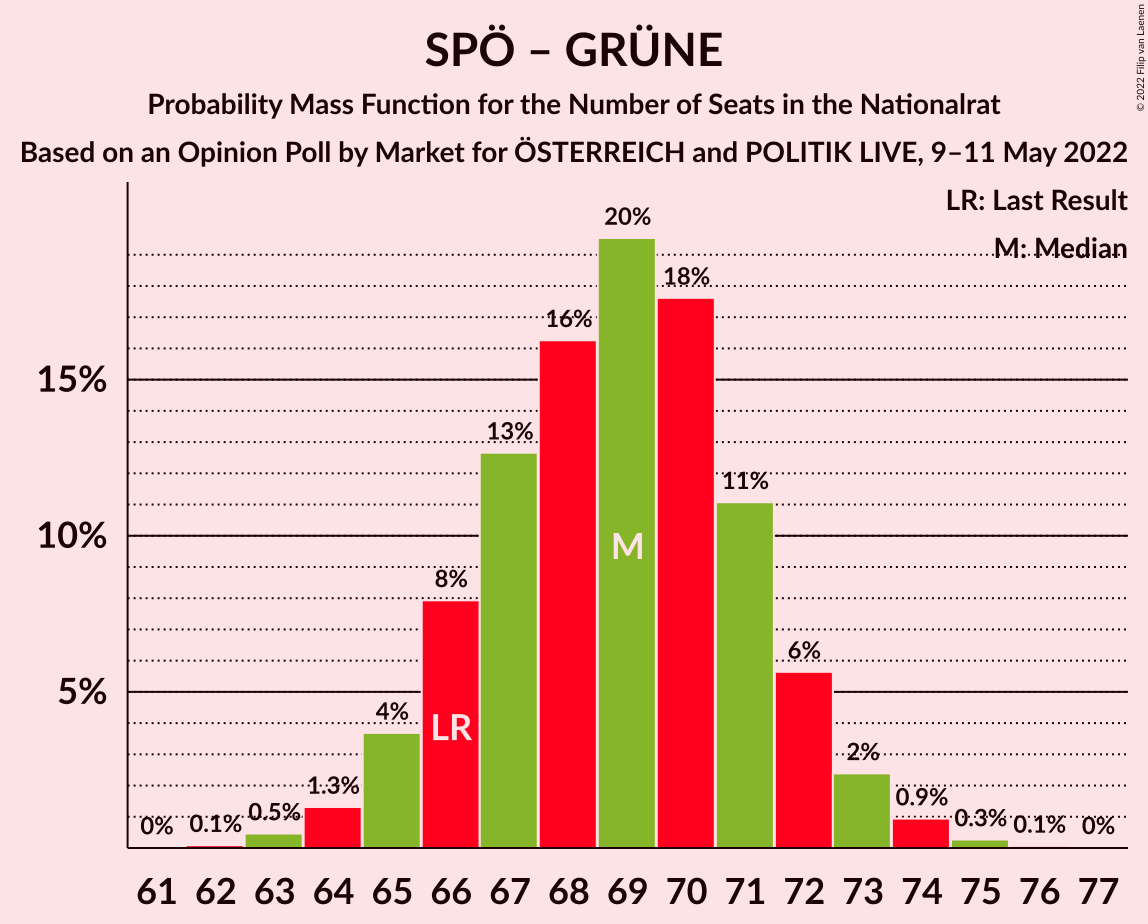 SPÖ – GRÜNE
Probability Mass Function for the Number of Seats in the Nationalrat
Based on an Opinion Poll by Market for ÖSTERREICH and POLITIK LIVE, 9–11 May 2022
© 2022 Filip van Laenen
LR: Last Result
M: Median
15%
10%
5%
0% 0.1% 0.5% 1.3% 4% 8% 13% 16% 20% 18% 11% 6% 2% 0.9% 0.3% 0.1% 0%
LR
M
61 62 63 64 65 66 67 68 69 70 71 72 73 74 75 76 77